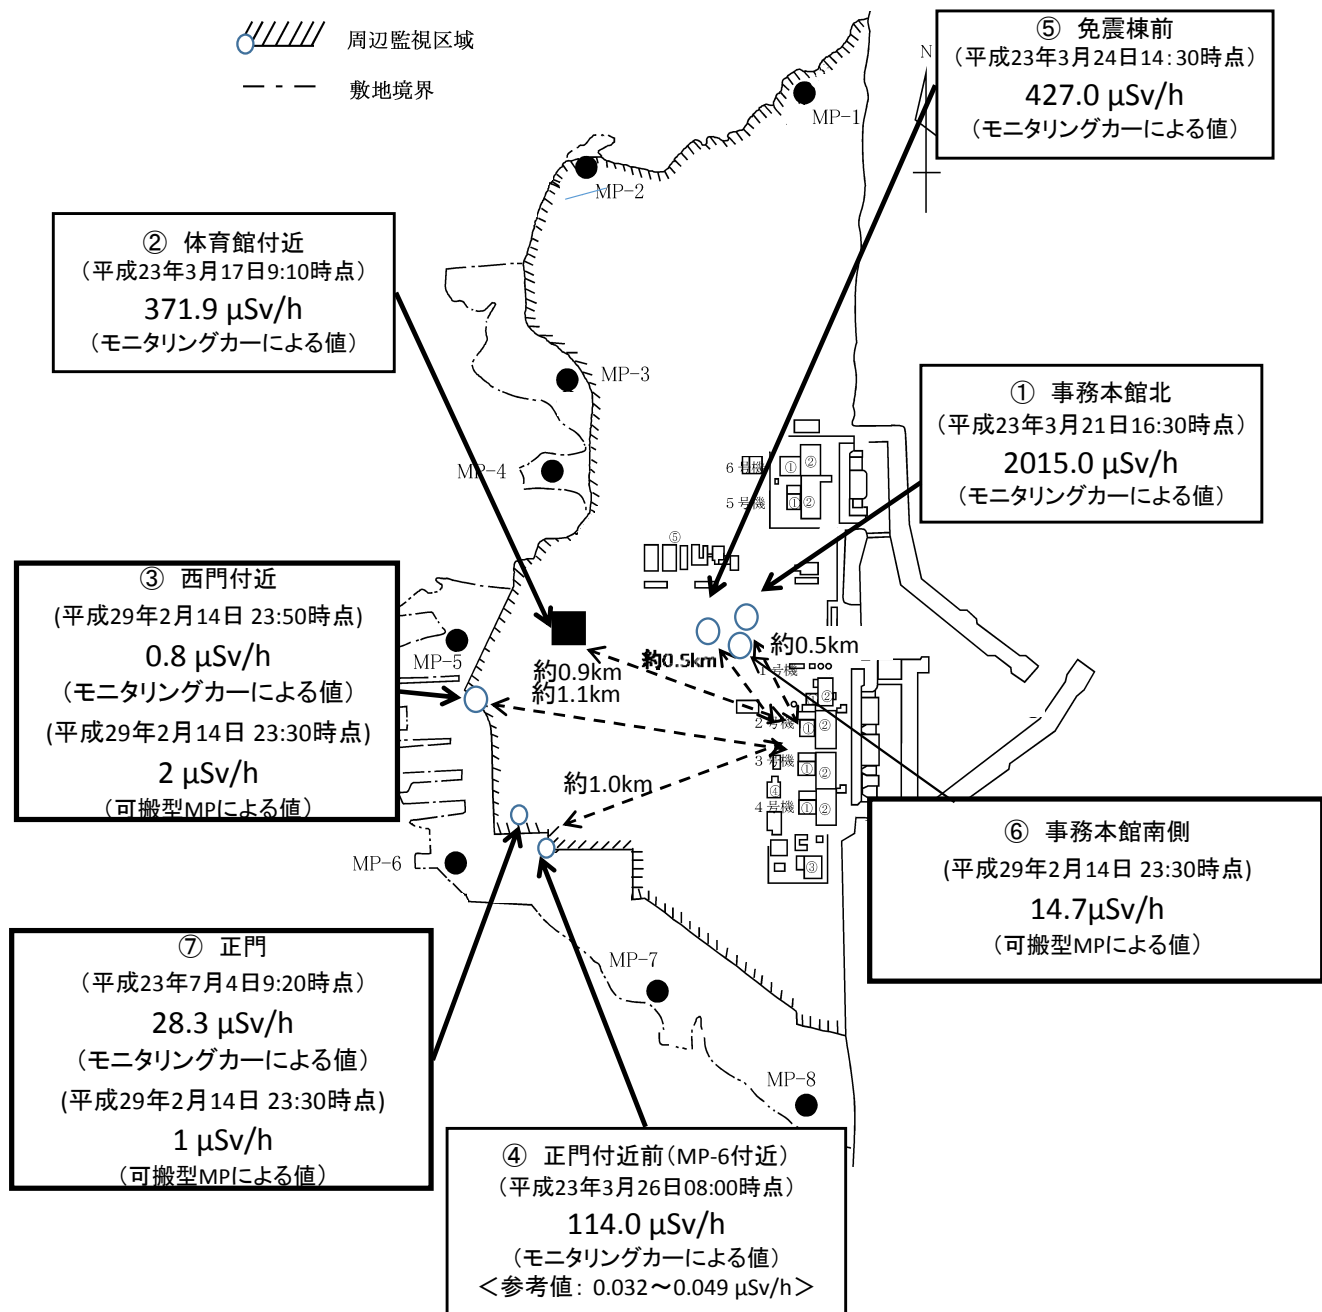 周辺監視区域
敷地境界
⑤ 免震棟前
（平成23年3月24日14:30時点）
427.0 μSv/h
（モニタリングカーによる値）
N
MP-1
MP-2
② 体育館付近
（平成23年3月17日9:10時点）
371.9 μSv/h
（モニタリングカーによる値）
MP-3
MP-4
① 事務本館北
（平成23年3月21日16:30時点）
2015.0 μSv/h
（モニタリングカーによる値）
6号機
① ②
5号機
① ②
⑤
③ 西門付近
(平成29年2月14日 23:50時点)
0.8 μSv/h
（モニタリングカーによる値）
(平成29年2月14日 23:30時点)
2 μSv/h
（可搬型MPによる値）
MP-5
約0.9km
約1.1km
約0.5km
約0.5km
1号機
②
2号機
① ②
3号機
① ②
④
4号機
① ②
③
約1.0km
MP-6
⑥ 事務本館南側
(平成29年2月14日 23:30時点)
14.7μSv/h
（可搬型MPによる値）
⑦ 正門
（平成23年7月4日9:20時点）
28.3 μSv/h
（モニタリングカーによる値）
(平成29年2月14日 23:30時点)
1 μSv/h
（可搬型MPによる値）
MP-7
MP-8
④ 正門付近前（MP-6付近）
（平成23年3月26日08:00時点）
114.0 μSv/h
（モニタリングカーによる値）
＜参考値: 0.032～0.049 μSv/h＞